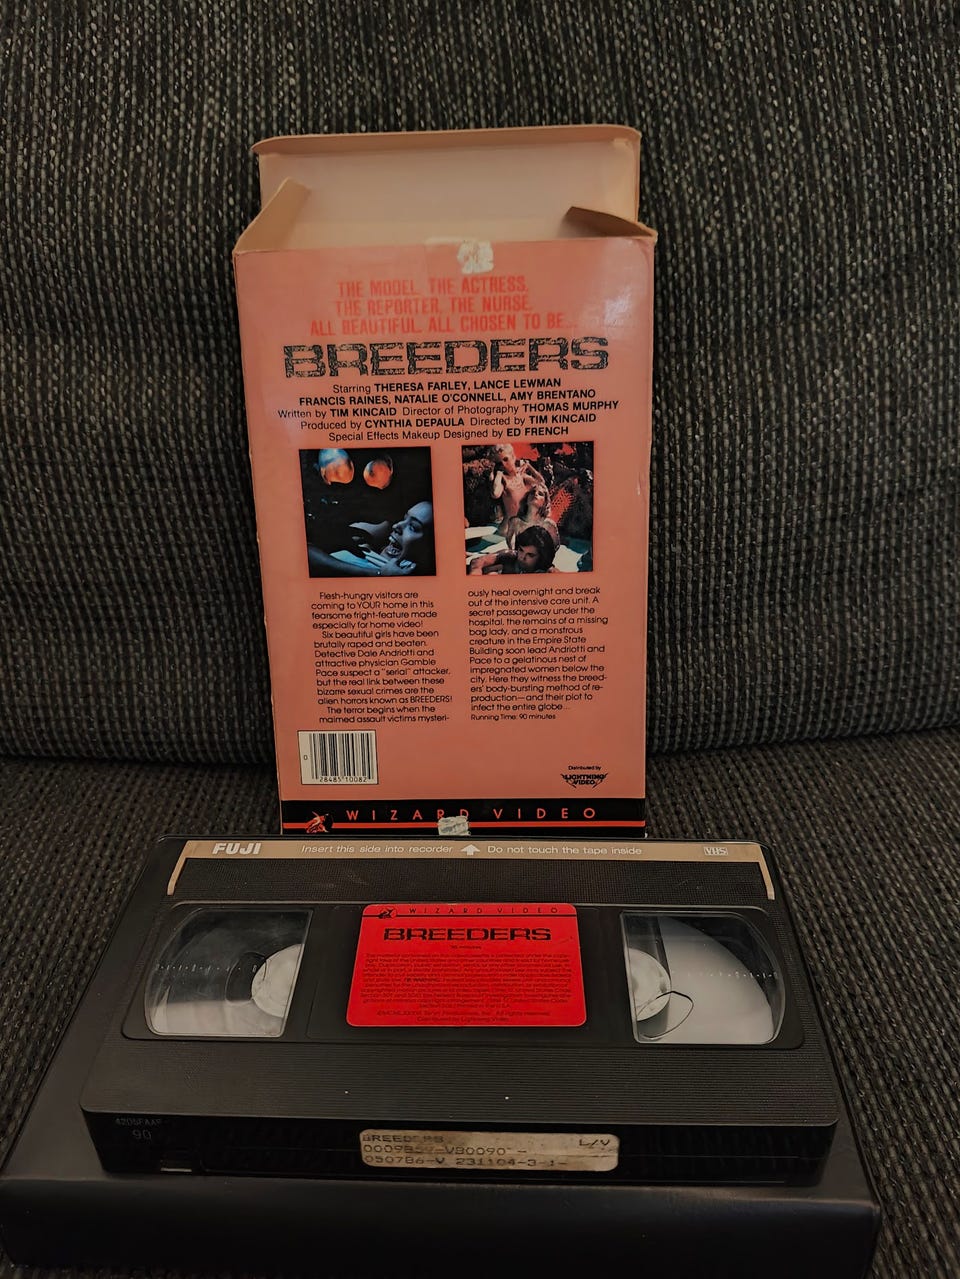 THE MODEL. THE ACTRESS.
THE REPORTER. THE NURSE.
ALL BEAUTIFUL. ALL CHOSEN TO BE...
BREEDERS
Starring THERESA FARLEY, LANCE LEWMAN
FRANCIS RAINES, NATALIE O'CONNELL, AMY BRENTANO
Written by TIM KINCAID Director of Photography THOMAS MURPHY
Produced by CYNTHIA DEPAULA Directed by TIM KINCAID
Special Effects Makeup Designed by ED FRENCH
Flesh-hungry visitors are
coming to YOUR home in this
fearsome fright-feature made
especially for home video!
Six beautiful girls have been
brutally raped and beaten.
Detective Dale Andriotti and
attractive physician Gamble
Pace suspect a "serial" attacker,
but the real link between these
bizarre sexual crimes are the
alien horrors known as BREEDERS!
The terror begins when the
maimed assault victims mysteri-
ously heal overnight and break
out of the intensive care unit. A
secret passageway under the
hospital, the remains of a missing
bag lady, and a monstrous
creature in the Empire State
Building soon lead Andriotti and
Pace to a gelatinous nest of
impregnated women below the
city. Here they witness the breed-
ers' body-bursting method of re-
production—and their plot to
infect the entire globe...
Running Time: 90 minutes
0 28485 10082
Distributed by
LIGHTNING
VIDEO
WIZARD VIDEO
FUJI Insert this side into recorder Do not touch the tape inside VHS
WIZARD VIDEO
BREEDERS
90
BREEDERS L/V
VB0090 -
050786-V 231104-3-1-